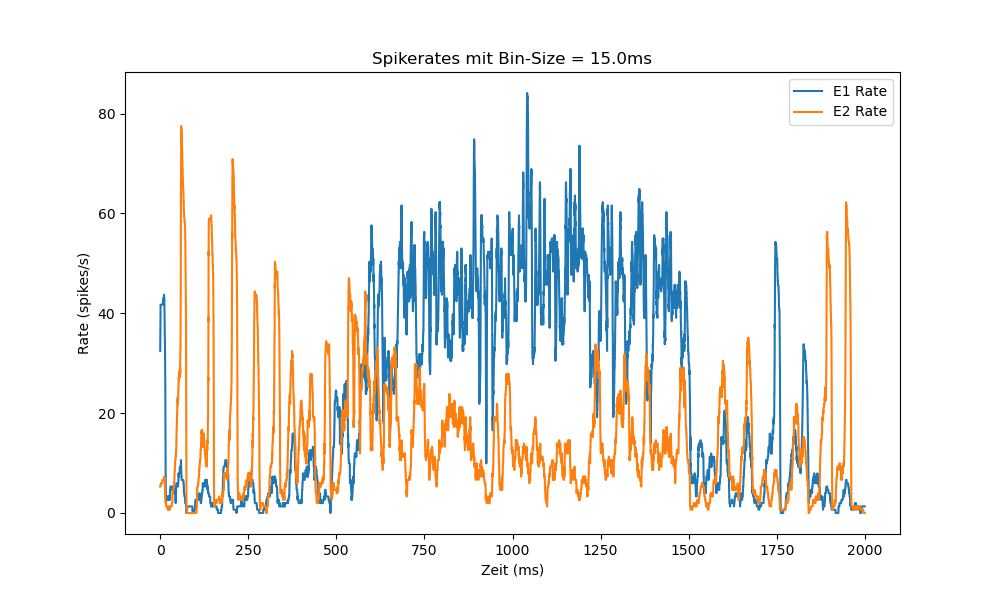 Spikerates mit Bin-Size = 15.0ms
E1 Rate
E2 Rate
80
60
40
20
0
Rate (spikes/s)
0 250 500 750 1000 1250 1500 1750 2000
Zeit (ms)